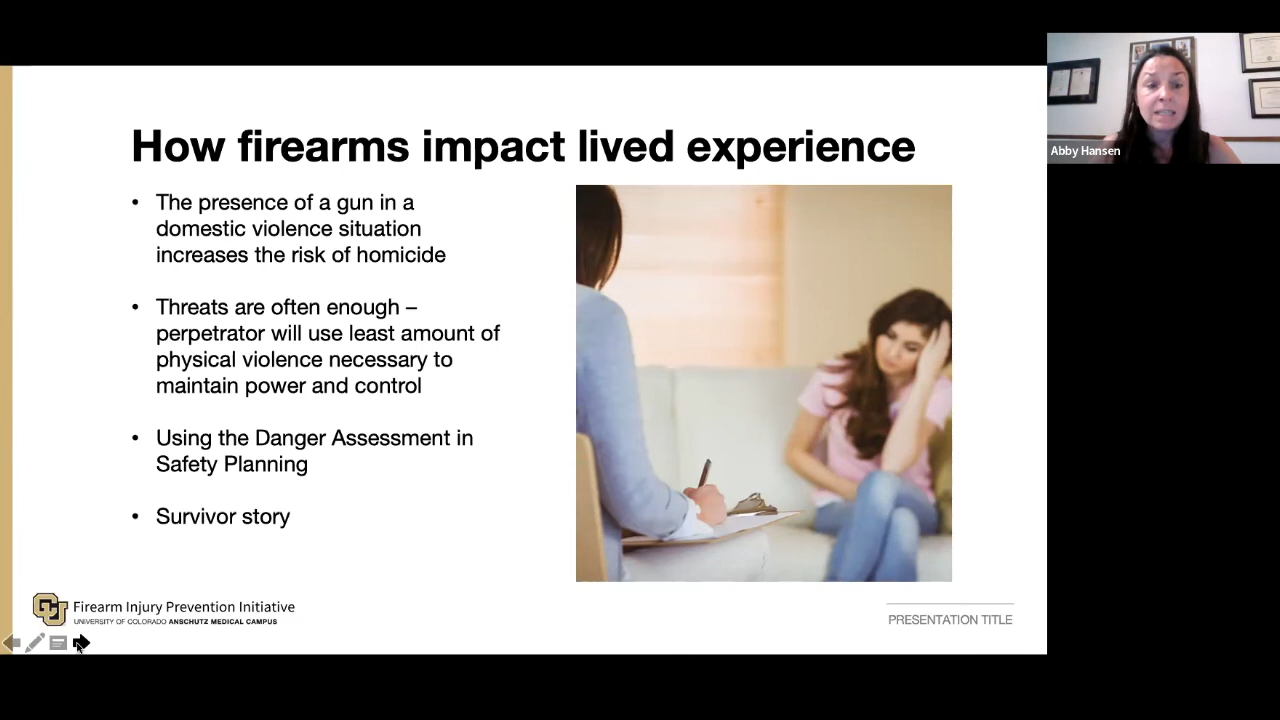 How firearms impact lived experience
• The presence of a gun in a
domestic violence situation
increases the risk of homicide
• Threats are often enough –
perpetrator will use least amount of
physical violence necessary to
maintain power and control
• Using the Danger Assessment in
Safety Planning
• Survivor story
CU
Firearm Injury Prevention Initiative
UNIVERSITY OF COLORADO ANSCHUTZ MEDICAL CAMPUS
PRESENTATION TITLE
Abby Hansen